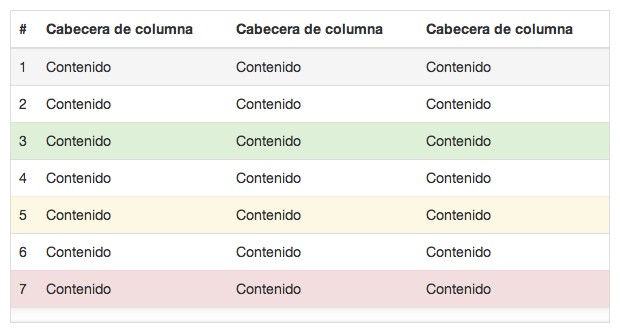 # Cabecera de columna Cabecera de columna Cabecera de columna
1 Contenido Contenido Contenido
2 Contenido Contenido Contenido
3 Contenido Contenido Contenido
4 Contenido Contenido Contenido
5 Contenido Contenido Contenido
6 Contenido Contenido Contenido
7 Contenido Contenido Contenido